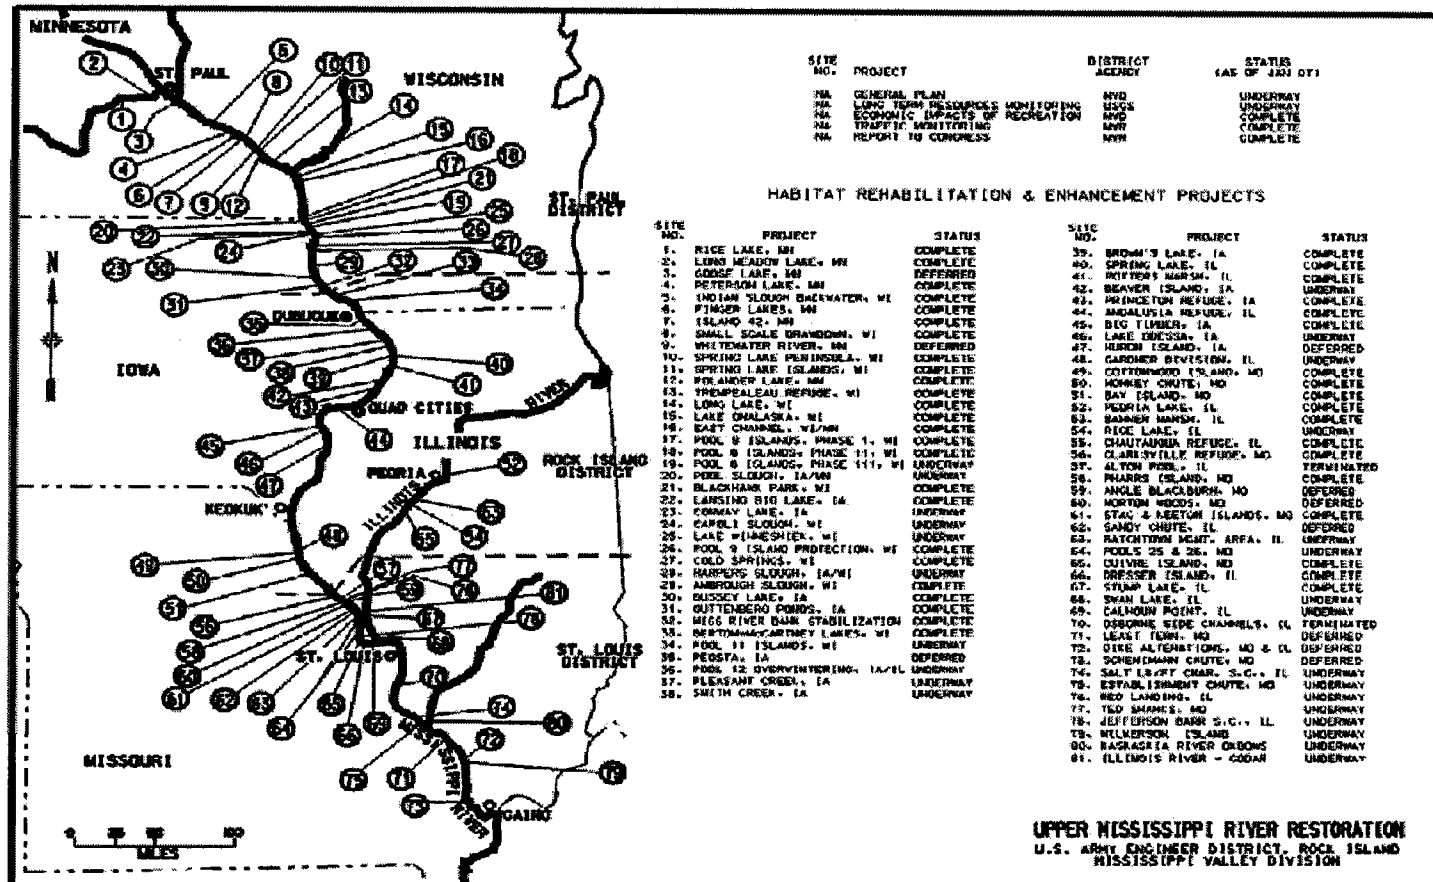 MINNESOTA
ST. PAUL
WISCONSIN
ST. PAUL
DISTRICT
IOWA
DUBUQUE
QUAD CITIES
ILLINOIS
RIVER
PEORIA
ROCK ISLAND
DISTRICT
KEOKUK
ILLINOIS
ST. LOUIS
ST. LOUIS
DISTRICT
MISSOURI
MISSISSIPPI RIVER
CAIRO
N
0 25 50 100
MILES
SITE NO. PROJECT DISTRICT AGENCY STATUS (AS OF JAN 07)
NA GENERAL PLAN MVD UNDERWAY
NA LONG TERM RESOURCES MONITORING USGS UNDERWAY
NA ECONOMIC IMPACTS OF RECREATION MVD COMPLETE
NA TRAFFIC MONITORING MVR COMPLETE
NA REPORT TO CONGRESS MVR COMPLETE
HABITAT REHABILITATION & ENHANCEMENT PROJECTS
SITE NO. PROJECT STATUS
1. RICE LAKE, MN COMPLETE
2. LONG MEADOW LAKE, MN COMPLETE
3. GOOSE LAKE, MN DEFERRED
4. PETERSON LAKE, MN COMPLETE
5. INDIAN SLOUGH BACKWATER, WI COMPLETE
6. FINGER LAKES, MN COMPLETE
7. ISLAND 42, MN COMPLETE
8. SMALL SCALE DRAWDOWN, WI COMPLETE
9. WHITEWATER RIVER, MN DEFERRED
10. SPRING LAKE PENINSULA, WI COMPLETE
11. SPRING LAKE ISLANDS, WI COMPLETE
12. POLANDER LAKE, MN COMPLETE
13. TREMPEALEAU REFUGE, WI COMPLETE
14. LONG LAKE, WI COMPLETE
15. LAKE ONALASKA, WI COMPLETE
16. EAST CHANNEL, WI/MN COMPLETE
17. POOL 8 ISLANDS, PHASE 1, WI COMPLETE
18. POOL 8 ISLANDS, PHASE 11, WI COMPLETE
19. POOL 8 ISLANDS, PHASE 111, WI UNDERWAY
20. POOL SLOUGH, IA/MN UNDERWAY
21. BLACKHAWK PARK, WI COMPLETE
22. LANSING BIG LAKE, IA COMPLETE
23. CONWAY LAKE, IA UNDERWAY
24. CAPOLI SLOUGH, WI UNDERWAY
25. LAKE WINNESHIEK, WI UNDERWAY
26. POOL 9 ISLAND PROTECTION, WI COMPLETE
27. COLD SPRINGS, WI COMPLETE
28. HARPERS SLOUGH, IA/WI UNDERWAY
29. AMBROUGH SLOUGH, WI COMPLETE
30. BUSSEY LAKE, IA COMPLETE
31. GUTTENBERG PONDS, IA COMPLETE
32. MISS RIVER BANK STABILIZATION COMPLETE
33. BERTOM/MCCARTNEY LAKES, WI COMPLETE
34. POOL 11 ISLANDS, WI UNDERWAY
35. PEOSTA, IA DEFERRED
36. POOL 12 OVERWINTERING, IA/IL UNDERWAY
37. PLEASANT CREEK, IA UNDERWAY
38. SMITH CREEK, IA UNDERWAY
SITE NO. PROJECT STATUS
39. BROWN'S LAKE, IA COMPLETE
40. SPRING LAKE, IL COMPLETE
41. POTTERS MARSH, IL COMPLETE
42. BEAVER ISLAND, IA UNDERWAY
43. PRINCETON REFUGE, IA COMPLETE
44. ANDALUSIA REFUGE, IL COMPLETE
45. BIG TIMBER, IA COMPLETE
46. LAKE ODESSA, IA UNDERWAY
47. HURON ISLAND, IA DEFERRED
48. GARDNER DIVISION, IL UNDERWAY
49. COTTONWOOD ISLAND, MO COMPLETE
50. MONKEY CHUTE, MO COMPLETE
51. BAY ISLAND, MO COMPLETE
52. PEORIA LAKE, IL COMPLETE
53. BANNER MARSH, IL COMPLETE
54. RICE LAKE, IL UNDERWAY
55. CHAUTAUQUA REFUGE, IL COMPLETE
56. CLARKSVILLE REFUGE, MO COMPLETE
57. ALTON POOL, IL TERMINATED
58. PHARRS ISLAND, MO COMPLETE
59. ANGLE BLACKBURN, MO DEFERRED
60. NORTON WOODS, MO DEFERRED
61. STAG & KEETON ISLANDS, MO COMPLETE
62. SANDY CHUTE, IL DEFERRED
63. BATCHTOWN MGMT. AREA, IL UNDERWAY
64. POOLS 25 & 26, MO UNDERWAY
65. CUIVRE ISLAND, MO COMPLETE
66. DRESSER ISLAND, IL COMPLETE
67. STUMP LAKE, IL COMPLETE
68. SWAN LAKE, IL UNDERWAY
69. CALHOUN POINT, IL UNDERWAY
70. OSBORNE SIDE CHANNELS, IL TERMINATED
71. LEAST TERN, MO DEFERRED
72. DIKE ALTERATIONS, MO & IL DEFERRED
73. SCHENIMANN CHUTE, MO DEFERRED
74. SALT LK/FT CHAR. S.C., IL UNDERWAY
75. ESTABLISHMENT CHUTE, MO UNDERWAY
76. RED LANDING, IL UNDERWAY
77. TED SHANKS, MO UNDERWAY
78. JEFFERSON BARR S.C., IL UNDERWAY
79. WILKERSON ISLAND UNDERWAY
80. KASKASKIA RIVER OXBOWS UNDERWAY
81. ILLINOIS RIVER - GODAR UNDERWAY
UPPER MISSISSIPPI RIVER RESTORATION
U.S. ARMY ENGINEER DISTRICT, ROCK ISLAND
MISSISSIPPI VALLEY DIVISION